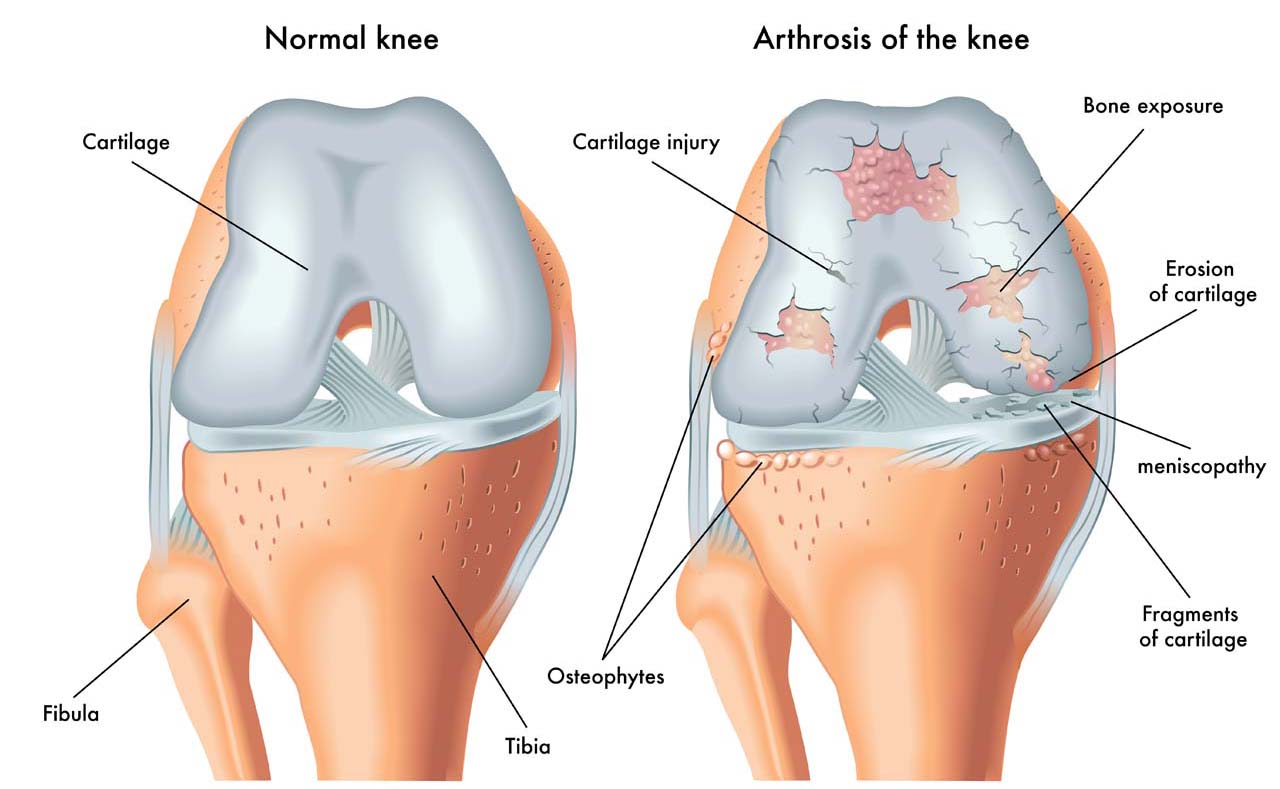 Normal knee
Arthrosis of the knee
Cartilage
Cartilage injury
Bone exposure
Erosion
of cartilage
meniscopathy
Fragments
of cartilage
Osteophytes
Fibula
Tibia